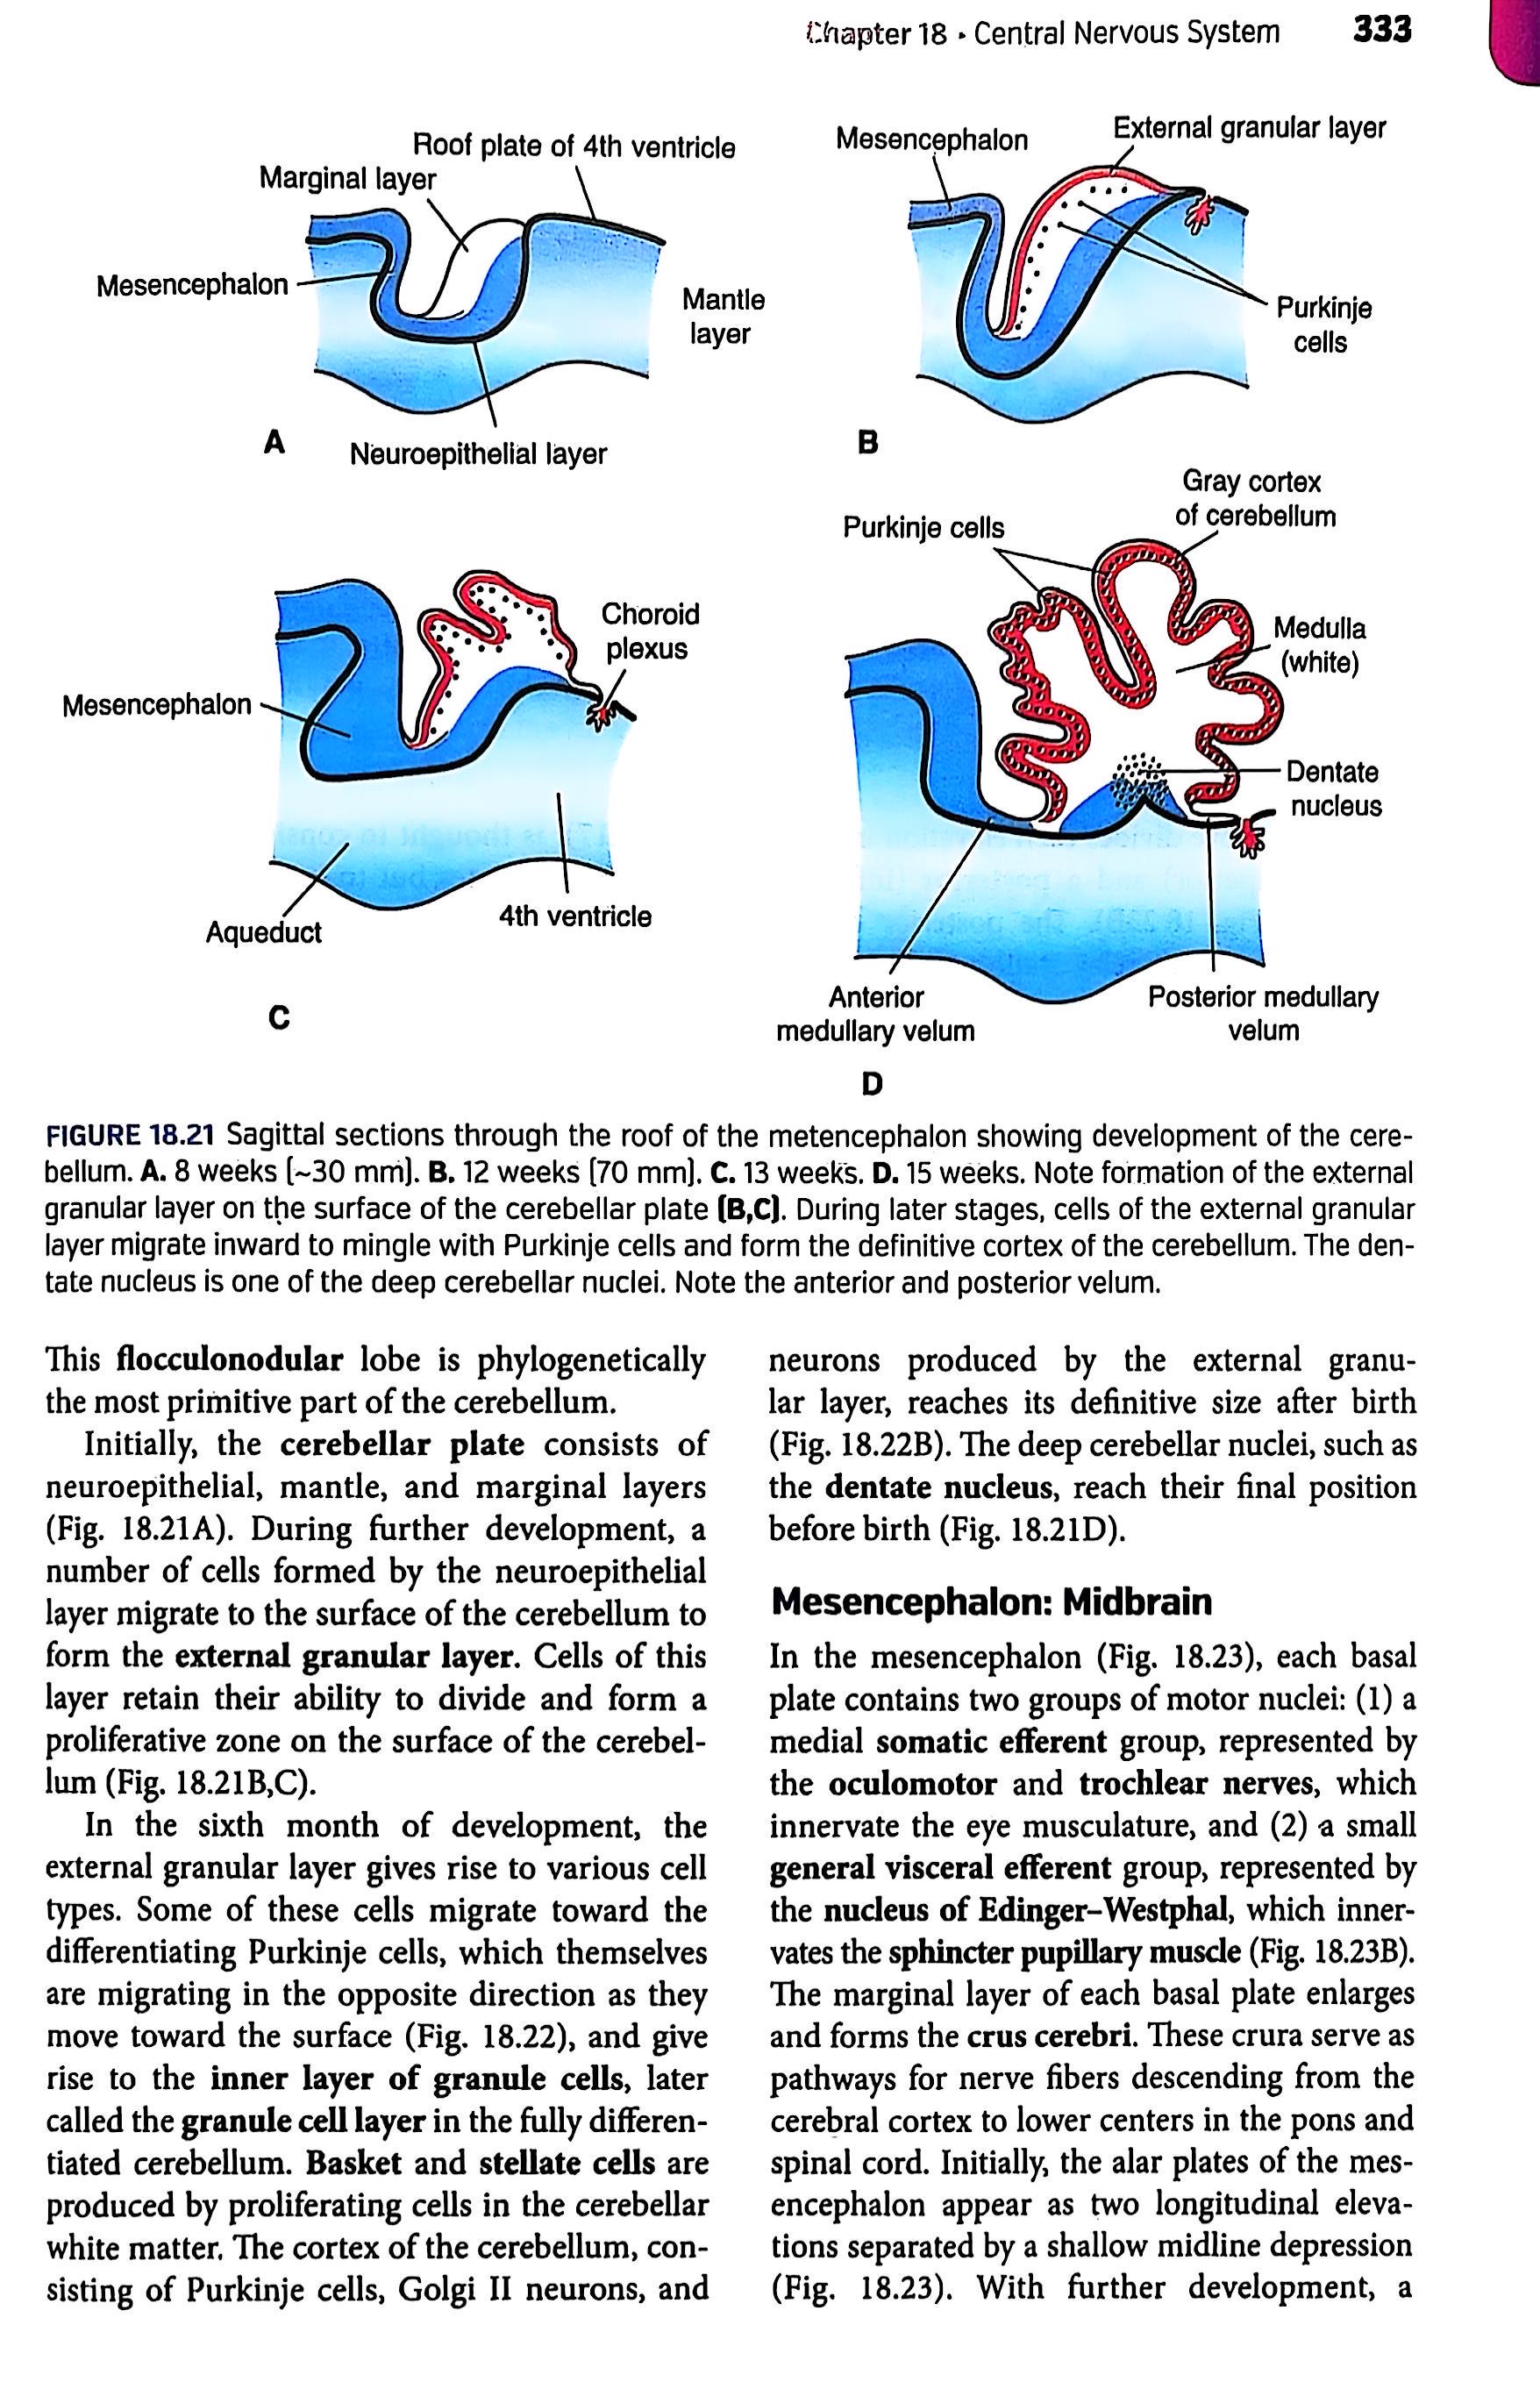 Chapter 18 • Central Nervous System 333
Roof plate of 4th ventricle
Marginal layer
Mesencephalon
Mantle
layer
Neuroepithelial layer
A
Mesencephalon
External granular layer
Purkinje
cells
B
Choroid
plexus
Mesencephalon
Aqueduct
4th ventricle
C
Gray cortex
of cerebellum
Purkinje cells
Medulla
(white)
Dentate
nucleus
Anterior
medullary velum
Posterior medullary
velum
D
FIGURE 18.21 Sagittal sections through the roof of the metencephalon showing development of the cere-
bellum. A. 8 weeks (~30 mm). B. 12 weeks (70 mm). C. 13 weeks. D. 15 weeks. Note formation of the external
granular layer on the surface of the cerebellar plate (B,C). During later stages, cells of the external granular
layer migrate inward to mingle with Purkinje cells and form the definitive cortex of the cerebellum. The den-
tate nucleus is one of the deep cerebellar nuclei. Note the anterior and posterior velum.
This flocculonodular lobe is phylogenetically
the most primitive part of the cerebellum.
Initially, the cerebellar plate consists of
neuroepithelial, mantle, and marginal layers
(Fig. 18.21A). During further development, a
number of cells formed by the neuroepithelial
layer migrate to the surface of the cerebellum to
form the external granular layer. Cells of this
layer retain their ability to divide and form a
proliferative zone on the surface of the cerebel-
lum (Fig. 18.21B,C).
In the sixth month of development, the
external granular layer gives rise to various cell
types. Some of these cells migrate toward the
differentiating Purkinje cells, which themselves
are migrating in the opposite direction as they
move toward the surface (Fig. 18.22), and give
rise to the inner layer of granule cells, later
called the granule cell layer in the fully differen-
tiated cerebellum. Basket and stellate cells are
produced by proliferating cells in the cerebellar
white matter. The cortex of the cerebellum, con-
sisting of Purkinje cells, Golgi II neurons, and
neurons produced by the external granu-
lar layer, reaches its definitive size after birth
(Fig. 18.22B). The deep cerebellar nuclei, such as
the dentate nucleus, reach their final position
before birth (Fig. 18.21D).
Mesencephalon: Midbrain
In the mesencephalon (Fig. 18.23), each basal
plate contains two groups of motor nuclei: (1) a
medial somatic efferent group, represented by
the oculomotor and trochlear nerves, which
innervate the eye musculature, and (2) a small
general visceral efferent group, represented by
the nucleus of Edinger–Westphal, which inner-
vates the sphincter pupillary muscle (Fig. 18.23B).
The marginal layer of each basal plate enlarges
and forms the crus cerebri. These crura serve as
pathways for nerve fibers descending from the
cerebral cortex to lower centers in the pons and
spinal cord. Initially, the alar plates of the mes-
encephalon appear as two longitudinal eleva-
tions separated by a shallow midline depression
(Fig. 18.23). With further development, a